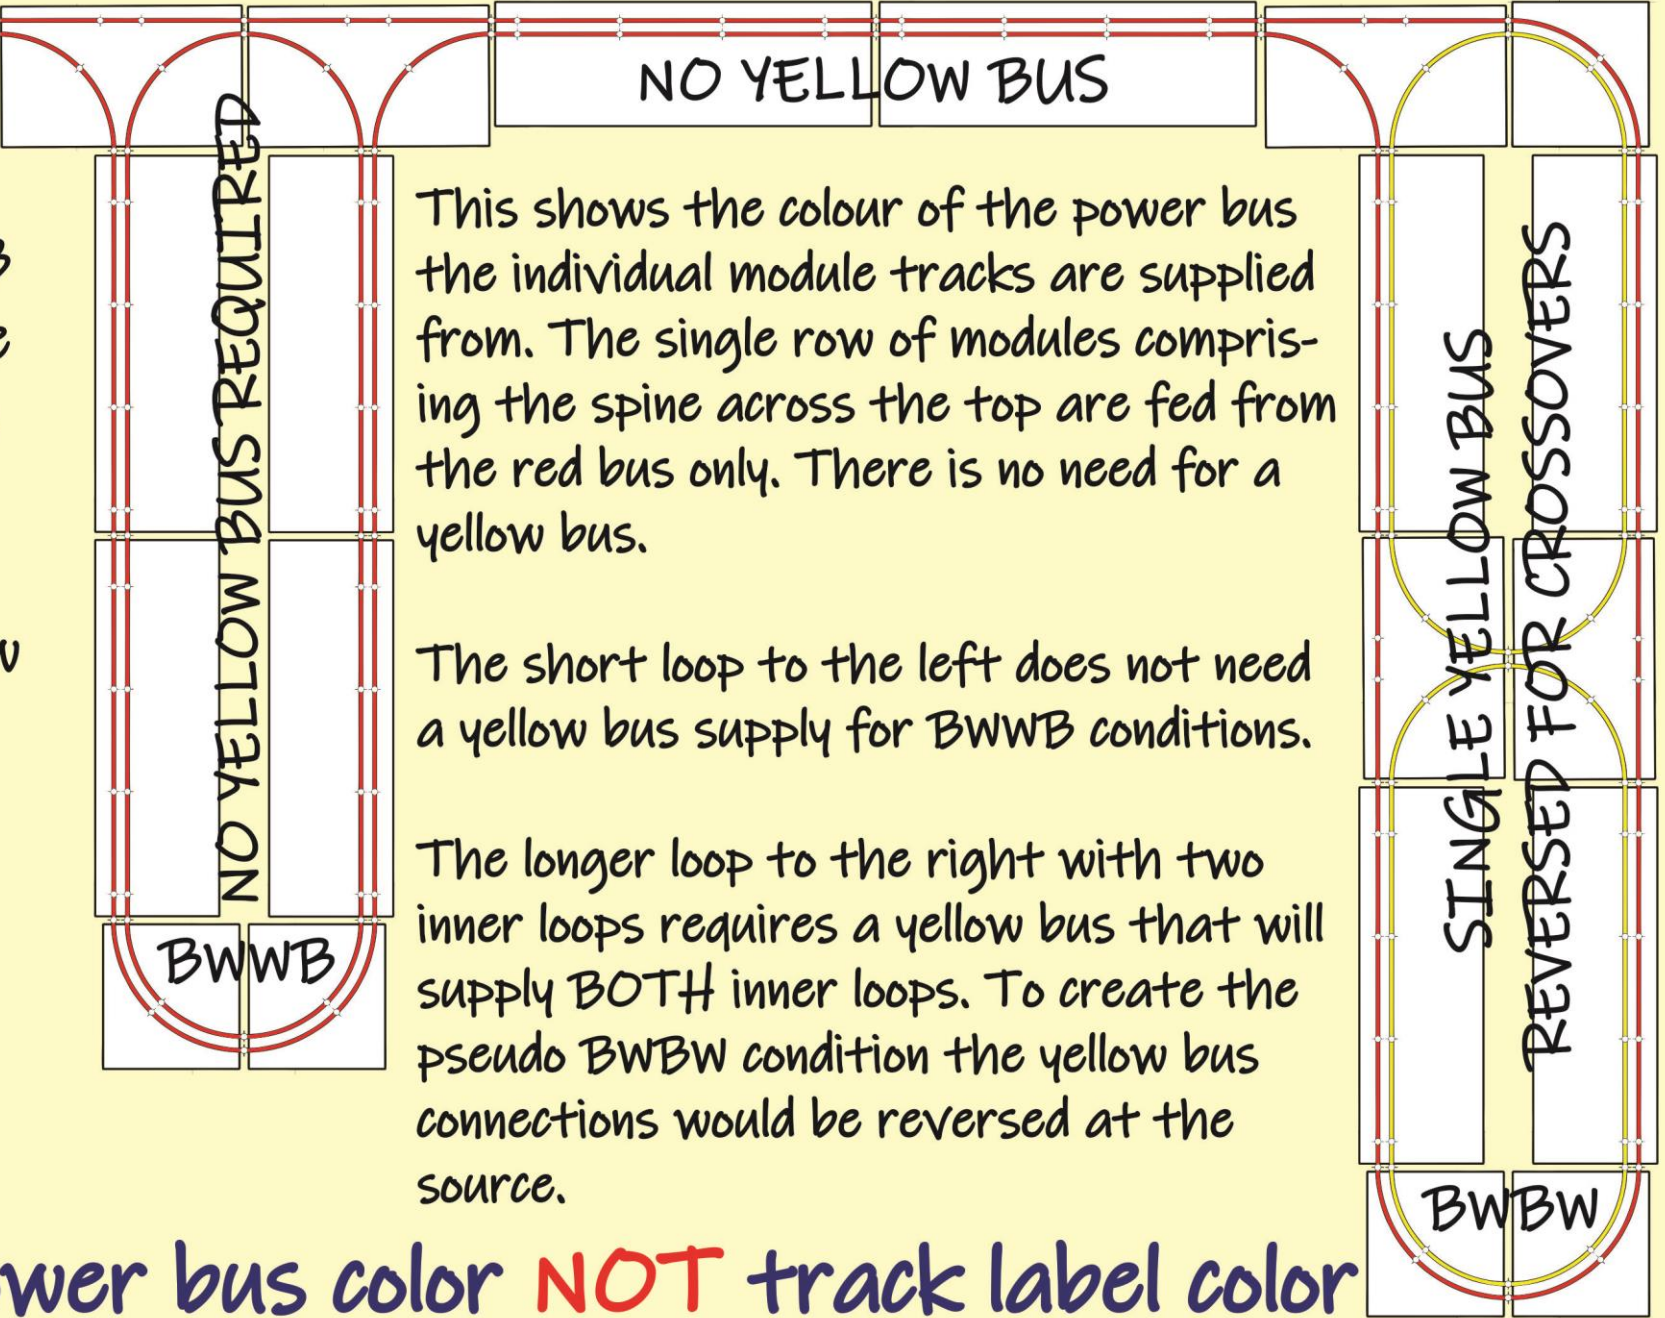 NO YELLOW BUS
NO YELLOW BUS REQUIRED
This shows the colour of the power bus
the individual module tracks are supplied
from. The single row of modules compris-
ing the spine across the top are fed from
the red bus only. There is no need for a
yellow bus.
The short loop to the left does not need
a yellow bus supply for BWWB conditions.
The longer loop to the right with two
inner loops requires a yellow bus that will
supply BOTH inner loops. To create the
pseudo BWBW condition the yellow bus
connections would be reversed at the
source.
BWWB
SINGLE YELLOW BUS
REVERSED FOR CROSSOVERS
BWBW
wer bus color NOT track label color